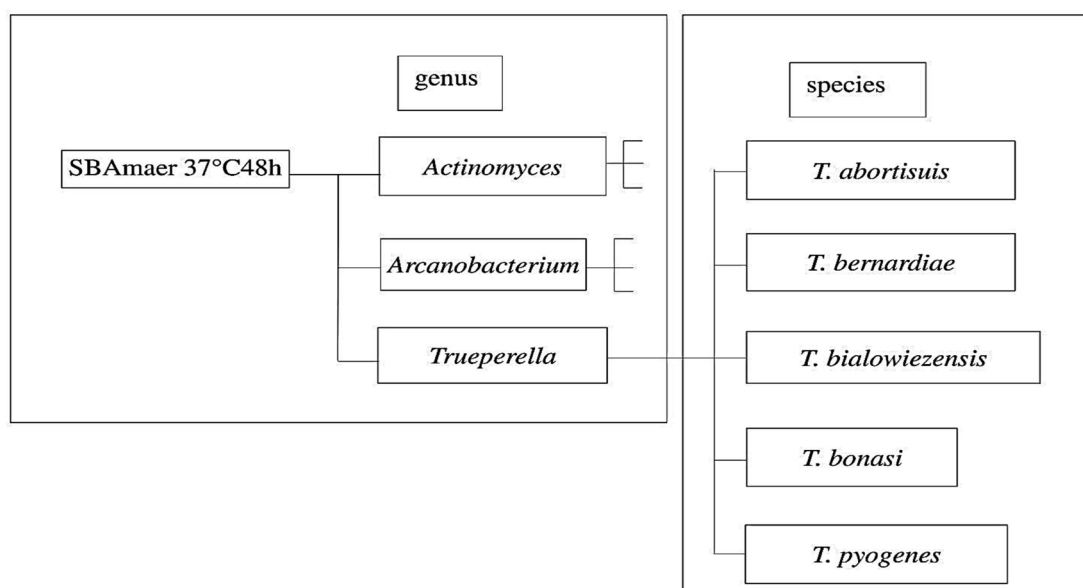 genus
species
SBAmaer 37°C48h
Actinomyces
Arcanobacterium
Trueperella
T. abortisuis
T. bernardiae
T. bialowiezensis
T. bonasi
T. pyogenes